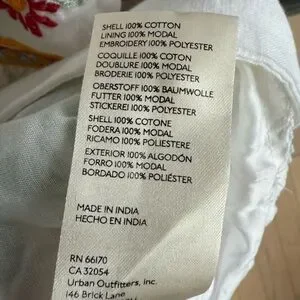 SHELL 100% COTTON
LINING 100% MODAL
EMBROIDERY 100% POLYESTER
COQUILLE 100% COTON
DOUBLURE 100% MODAL
BRODERIE 100% POLYESTER
OBERSTOFF 100% BAUMWOLLE
FUTTER 100% MODAL
STICKEREI 100% POLYESTER
SHELL 100% COTONE
FODERA 100% MODAL
RICAMO 100% POLIESTERE
EXTERIOR 100% ALGODÓN
FORRO 100% MODAL
BORDADO 100% POLIÉSTER
MADE IN INDIA
HECHO EN INDIA
RN 66170
CA 32054
Urban Outfitters, Inc.
146 Brick Lane